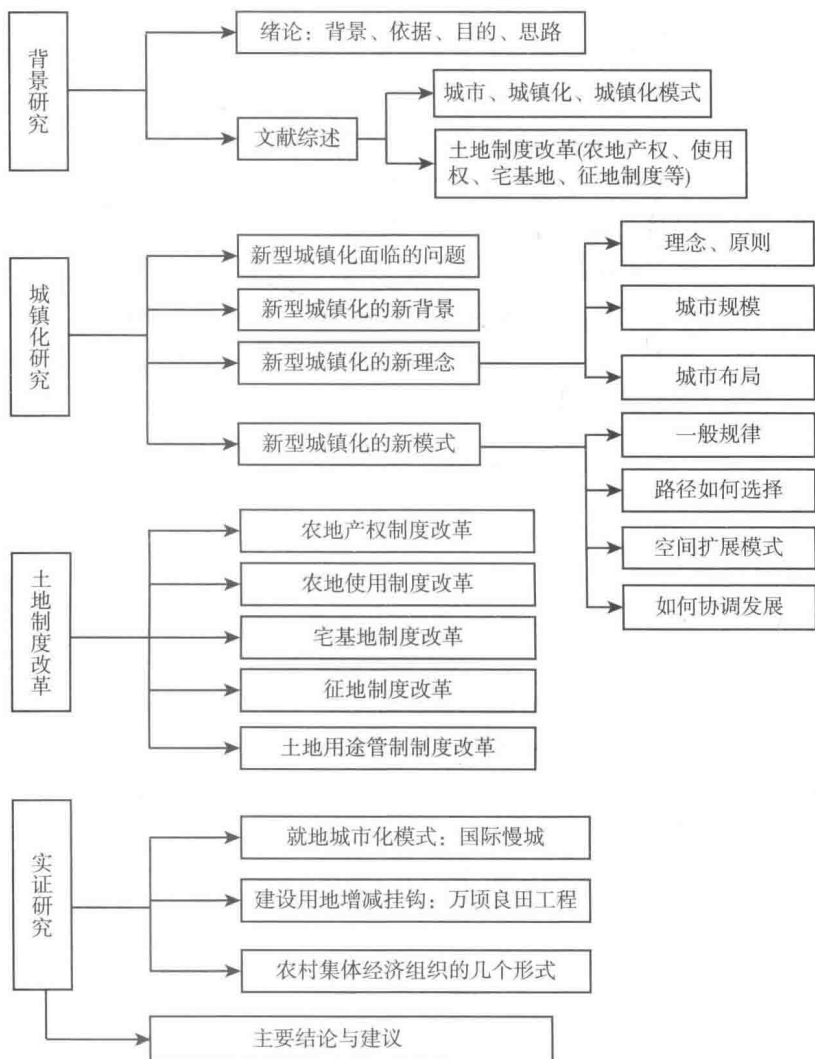 背景研究
绪论：背景、依据、目的、思路
文献综述
城市、城镇化、城镇化模式
土地制度改革(农地产权、使用
权、宅基地、征地制度等)
城镇化研究
新型城镇化面临的问题
新型城镇化的新背景
新型城镇化的新理念
理念、原则
城市规模
城市布局
新型城镇化的新模式
一般规律
路径如何选择
空间扩展模式
如何协调发展
土地制度改革
农地产权制度改革
农地使用制度改革
宅基地制度改革
征地制度改革
土地用途管制制度改革
实证研究
就地城市化模式：国际慢城
建设用地增减挂钩：万顷良田工程
农村集体经济组织的几个形式
主要结论与建议